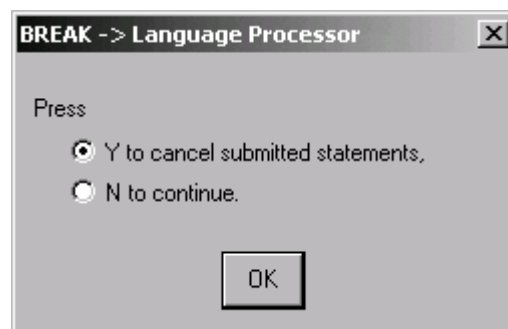 BREAK -> Language Processor
Press
Y to cancel submitted statements,
N to continue.
OK